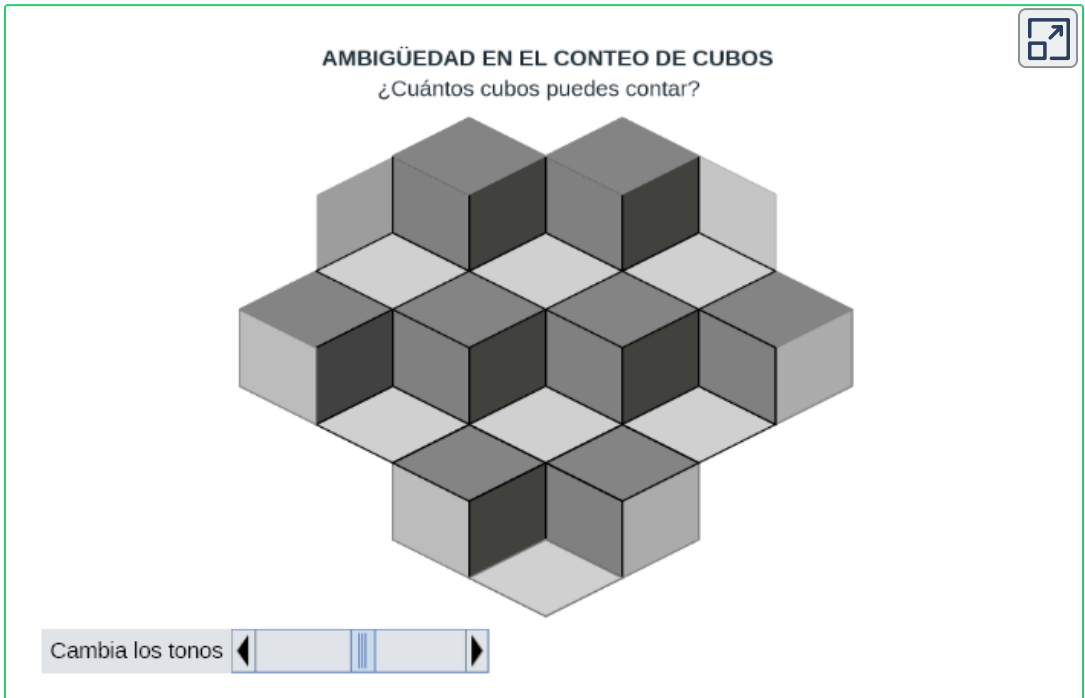 AMBIGÜEDAD EN EL CONTEO DE CUBOS
¿Cuántos cubos puedes contar?
Cambia los tonos